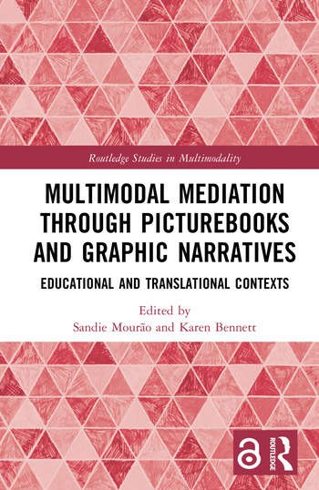 Routledge Studies in Multimodality
MULTIMODAL MEDIATION
THROUGH PICTUREBOOKS
AND GRAPHIC NARRATIVES
EDUCATIONAL AND TRANSLATIONAL CONTEXTS
Edited by
Sandie Mourão and Karen Bennett
ROUTLEDGE